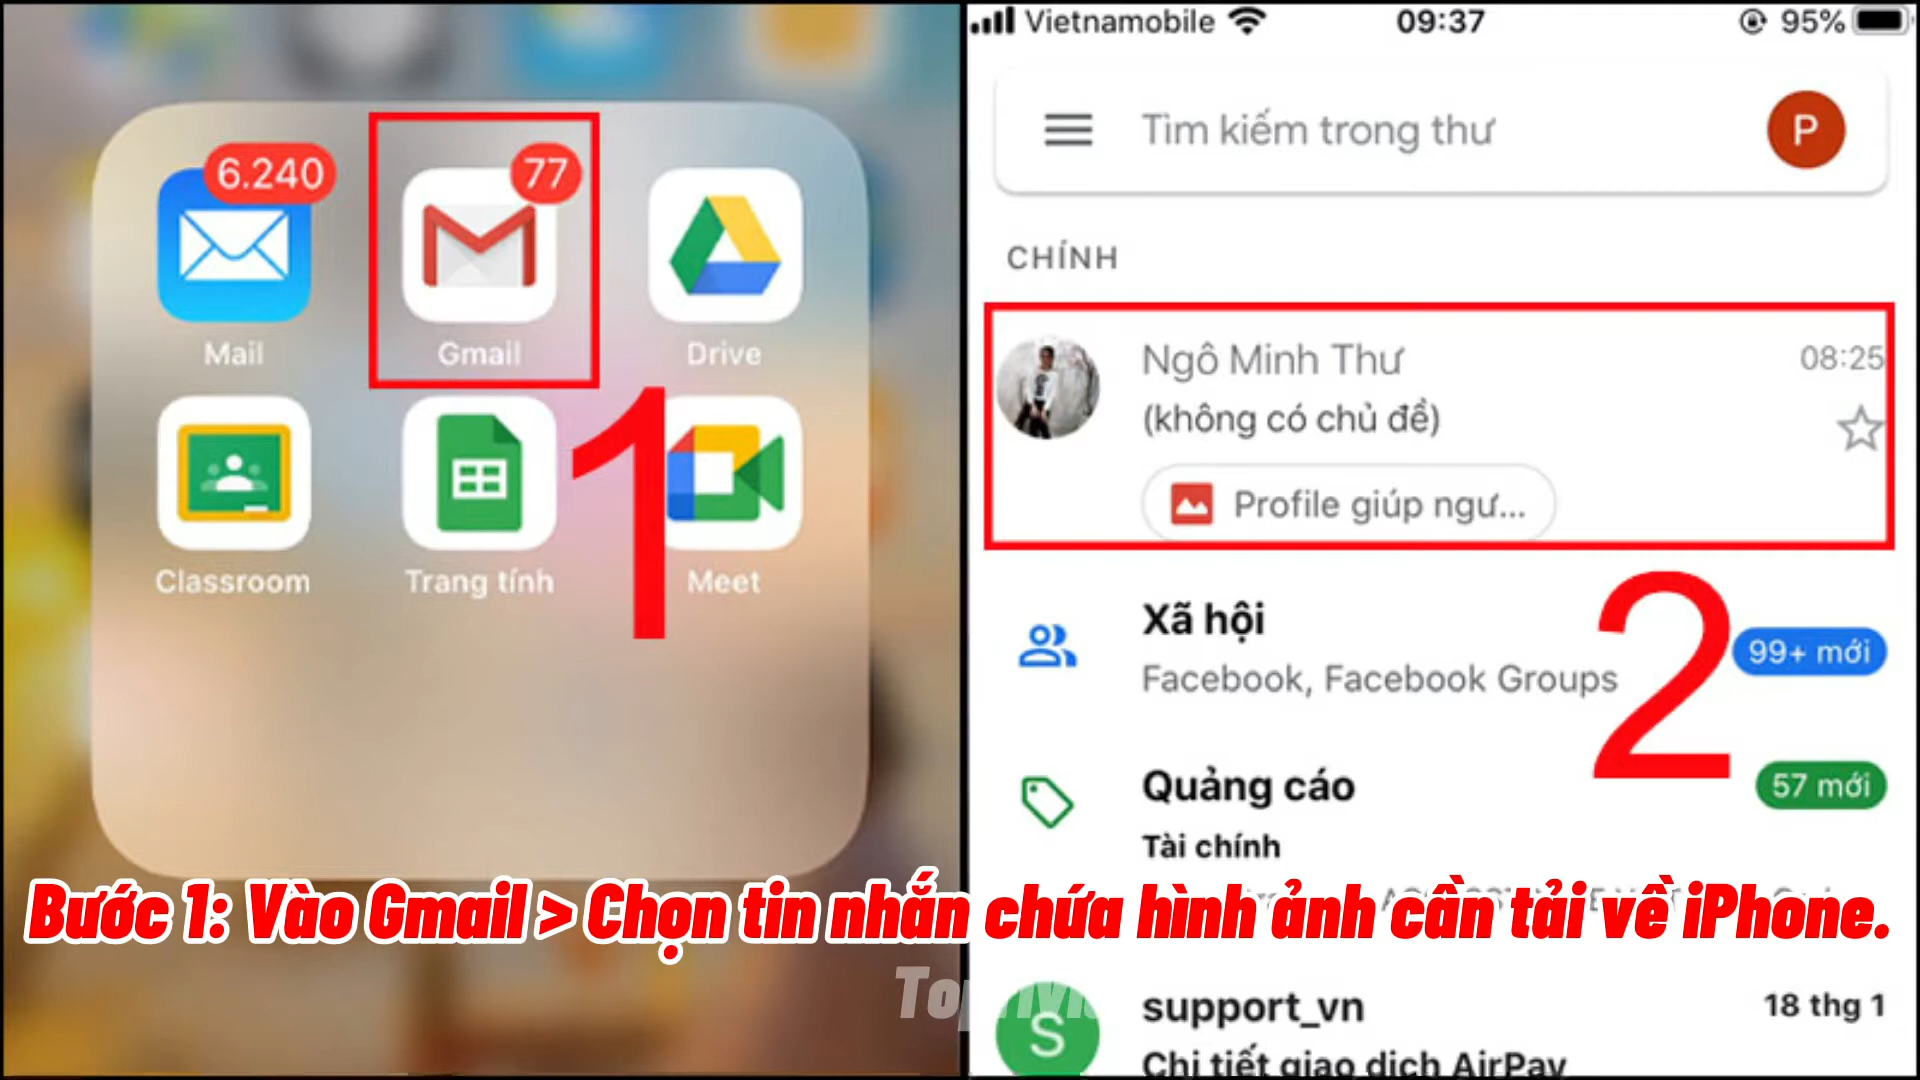 6.240
77
Mail
Gmail
Drive
Classroom
Trang tính
Meet
1
Vietnamobile
09:37
95%
Tìm kiếm trong thư
P
CHÍNH
Ngô Minh Thư
08:25
(không có chủ đề)
Profile giúp ngư...
Xã hội
99+ mới
Facebook, Facebook Groups
2
Quảng cáo
57 mới
Tài chính
Bước 1: Vào Gmail > Chọn tin nhắn chứa hình ảnh cần tải về iPhone.
S
support_vn
18 thg 1
Chi tiết giao dịch AirPay